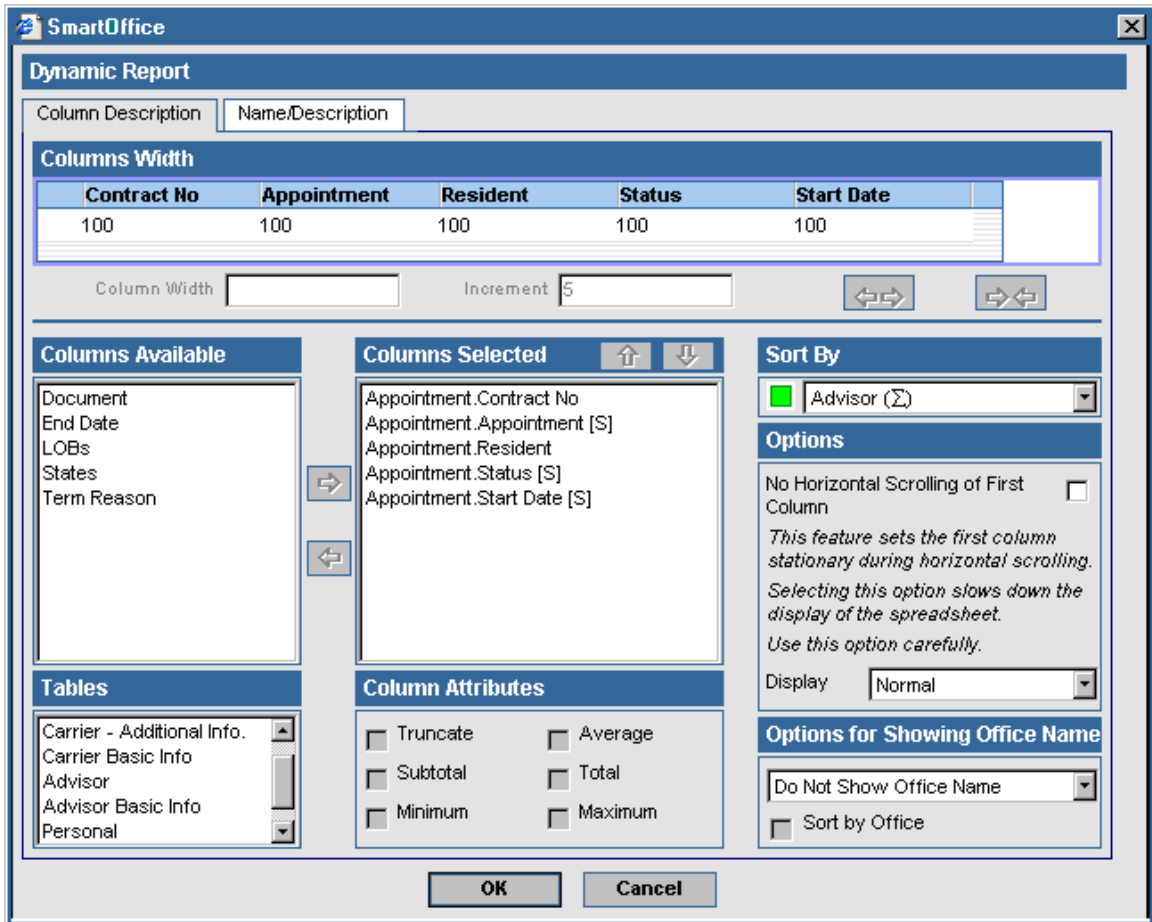 SmartOffice
Dynamic Report
Column Description Name/Description
Columns Width
Contract No Appointment Resident Status Start Date
100 100 100 100 100
Column Width Increment 5
Columns Available
Document
End Date
LOBs
States
Term Reason
Columns Selected
Appointment.Contract No
Appointment.Appointment [S]
Appointment.Resident
Appointment.Status [S]
Appointment.Start Date [S]
Sort By
Advisor (∑)
Options
No Horizontal Scrolling of First
Column
This feature sets the first column
stationary during horizontal scrolling.
Selecting this option slows down the
display of the spreadsheet.
Use this option carefully.
Display Normal
Tables
Carrier - Additional Info.
Carrier Basic Info
Advisor
Advisor Basic Info
Personal
Column Attributes
Truncate Average
Subtotal Total
Minimum Maximum
Options for Showing Office Name
Do Not Show Office Name
Sort by Office
OK Cancel